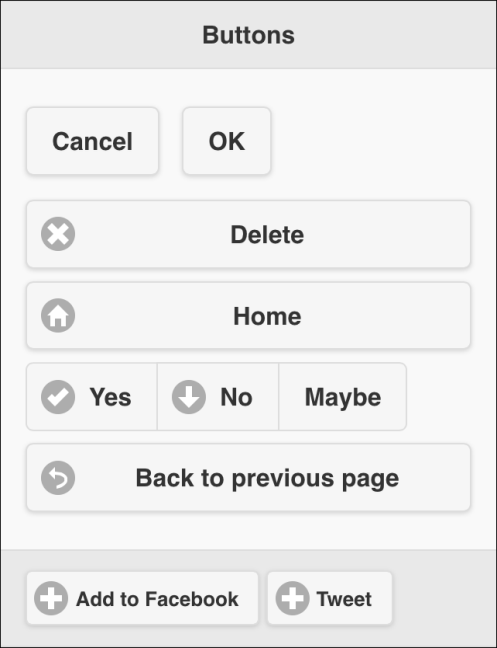 Buttons
Cancel OK
Delete
Home
Yes No Maybe
Back to previous page
Add to Facebook Tweet